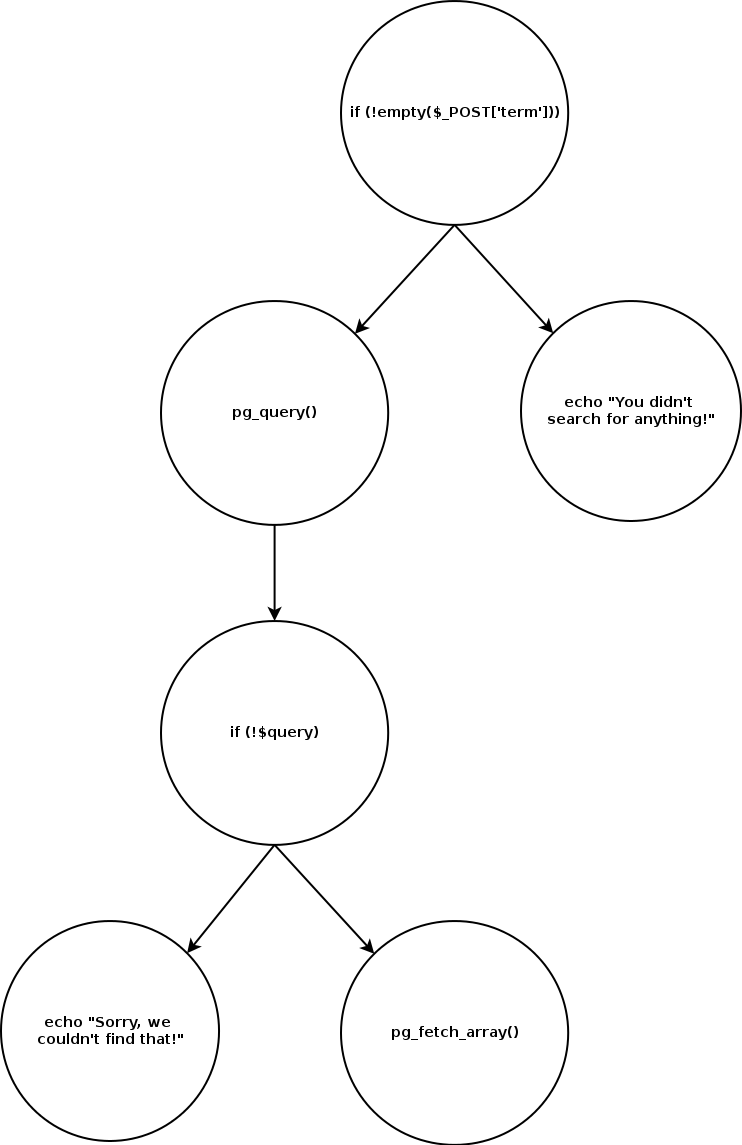 if (!empty($_POST['term']))
pg_query()
echo "You didn't
search for anything!"
if (!$query)
echo "Sorry, we
couldn't find that!"
pg_fetch_array()